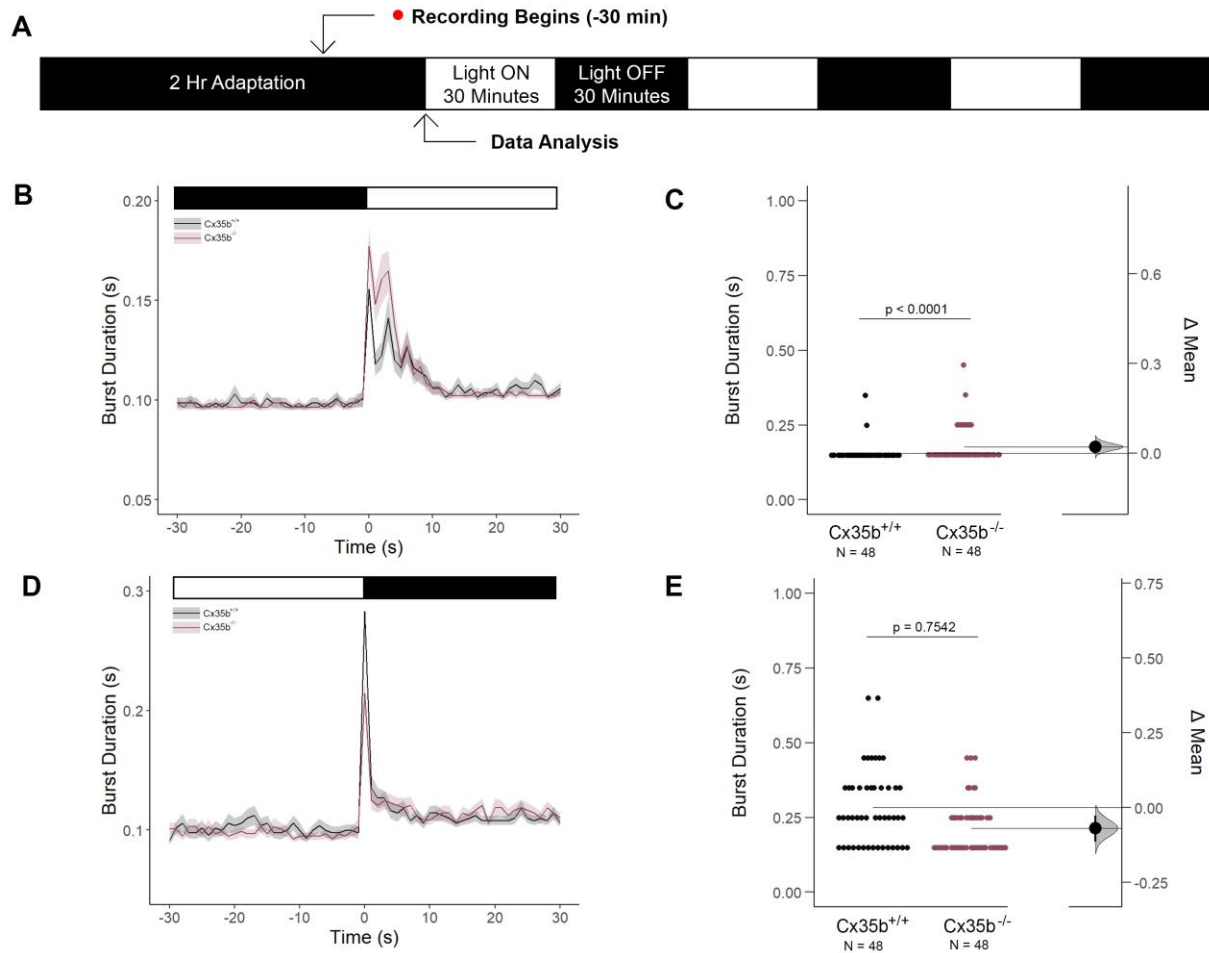 A
Recording Begins (-30 min)
2 Hr Adaptation
Light ON
30 Minutes
Light OFF
30 Minutes
Data Analysis
B
Cx35b+/+
Cx35b-/-
0.20
0.15
0.10
0.05
Burst Duration (s)
-30 -20 -10 0 10 20 30
Time (s)
C
1.00
0.75
0.50
0.25
0.00
Burst Duration (s)
p < 0.0001
0.6
0.3
0.0
Δ Mean
Cx35b+/+ Cx35b-/-
N = 48 N = 48
D
Cx35b+/+
Cx35b-/-
0.3
0.2
0.1
Burst Duration (s)
-30 -20 -10 0 10 20 30
Time (s)
E
1.00
0.75
0.50
0.25
0.00
Burst Duration (s)
p = 0.7542
0.75
0.50
0.25
0.00
-0.25
Δ Mean
Cx35b+/+ Cx35b-/-
N = 48 N = 48